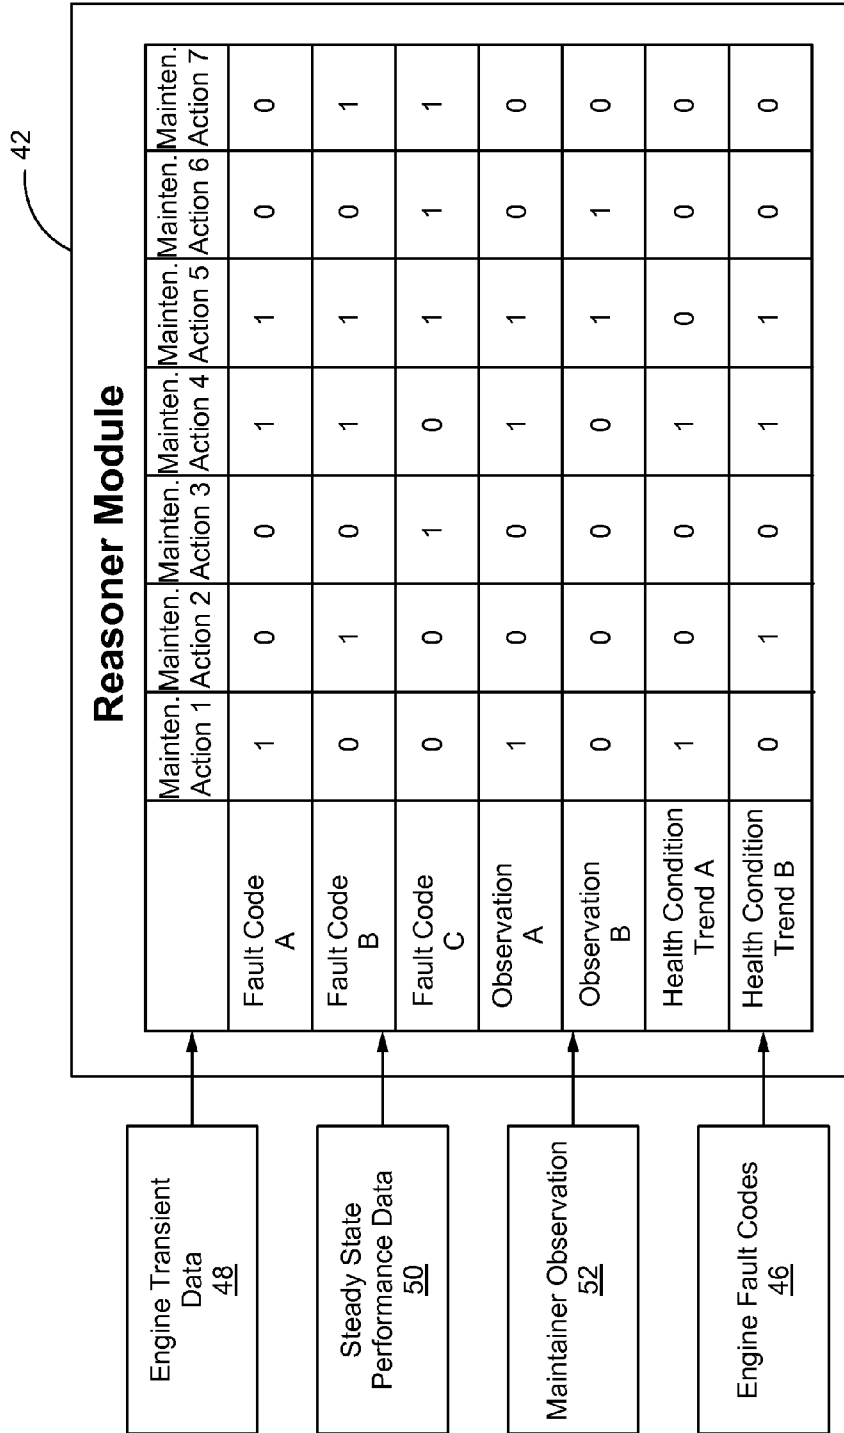 42
Reasoner Module
Engine Transient
Data
48
Steady State
Performance Data
50
Maintainer Observation
52
Engine Fault Codes
46
Mainten. Mainten. Mainten. Mainten. Mainten. Mainten. Mainten.
Action 1 Action 2 Action 3 Action 4 Action 5 Action 6 Action 7
Fault Code
A
1 0 0 1 1 0 0
Fault Code
B
0 1 0 1 1 0 1
Fault Code
C
0 0 1 0 1 1 1
Observation
A
1 0 0 1 1 0 0
Observation
B
0 0 0 0 1 1 0
Health Condition
Trend A
1 0 0 1 0 0 0
Health Condition
Trend B
0 1 0 1 1 0 0